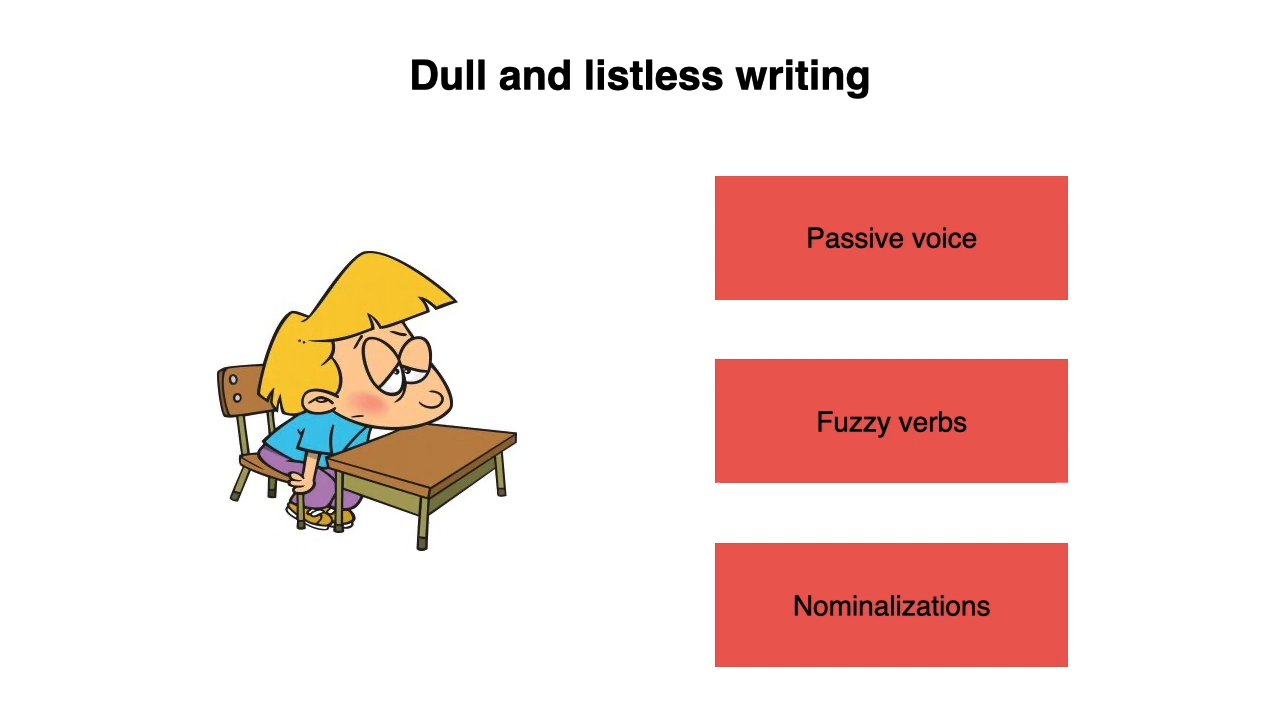 Dull and listless writing
Passive voice
Fuzzy verbs
Nominalizations